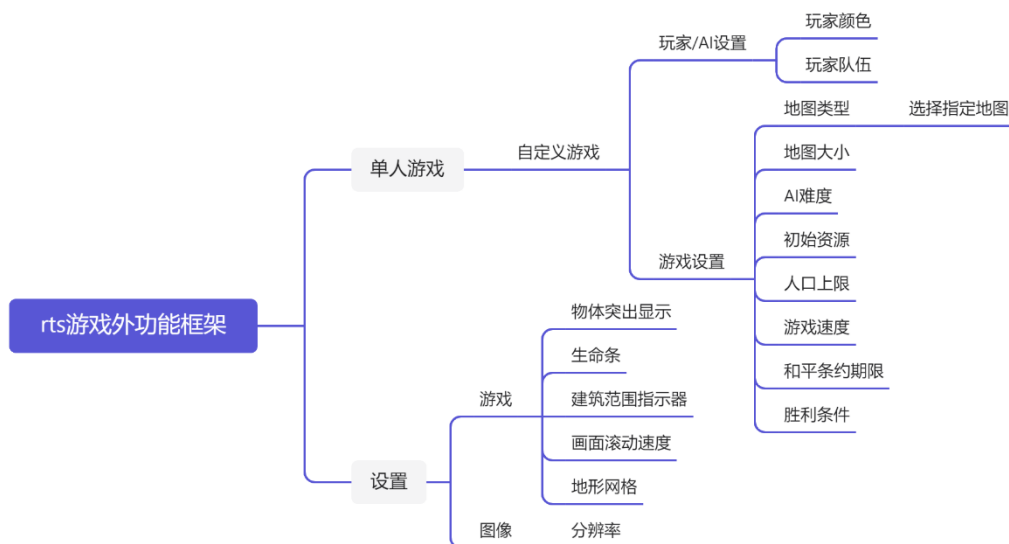 rts游戏外功能框架
单人游戏
自定义游戏
玩家/AI设置
玩家颜色
玩家队伍
游戏设置
地图类型
选择指定地图
地图大小
AI难度
初始资源
人口上限
游戏速度
和平条约期限
胜利条件
设置
游戏
物体突出显示
生命条
建筑范围指示器
画面滚动速度
地形网格
图像
分辨率